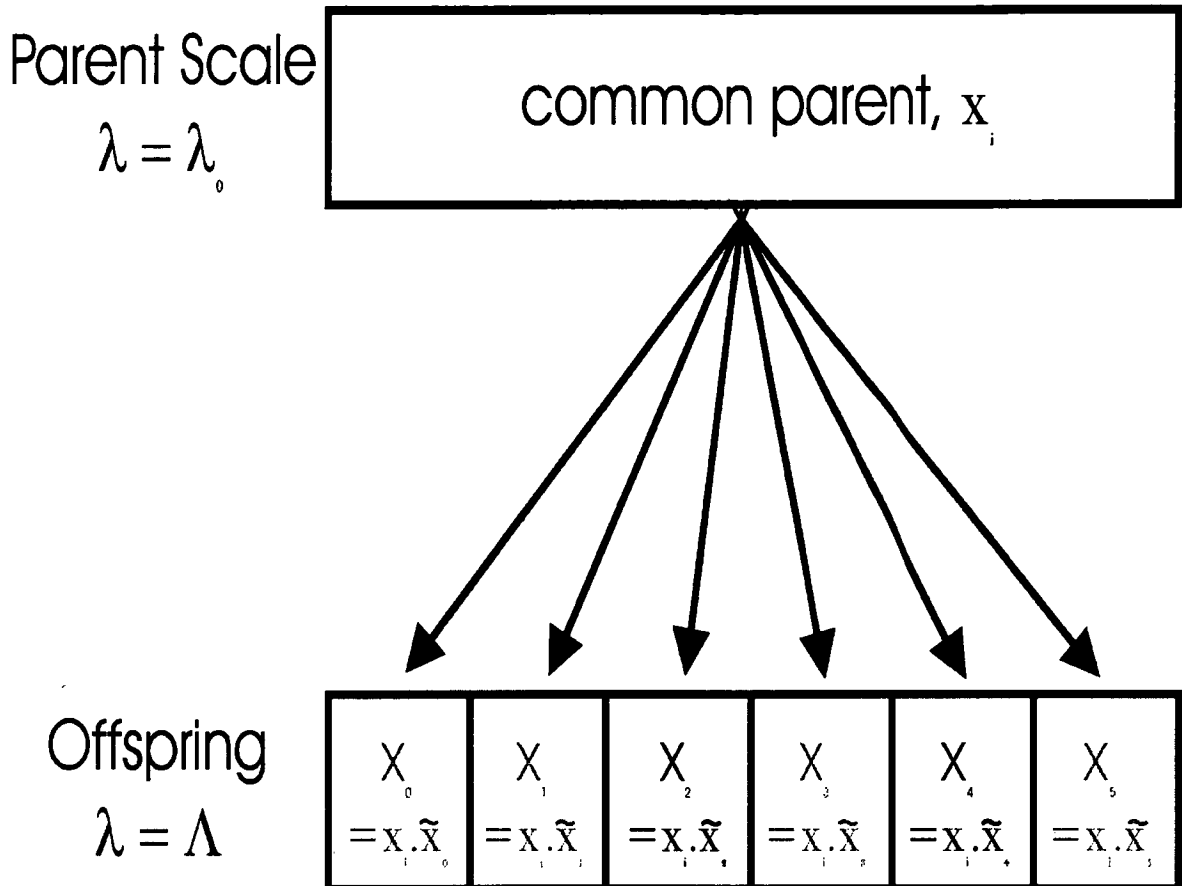 Parent Scale
λ = λ₀
common parent, xᵢ
Offspring
λ = Λ
X₀
= xᵢ.x̃₀
X₁
= xᵢ.x̃₁
X₂
= xᵢ.x̃₂
X₃
= xᵢ.x̃₃
X₄
= xᵢ.x̃₄
X₅
= xᵢ.x̃₅